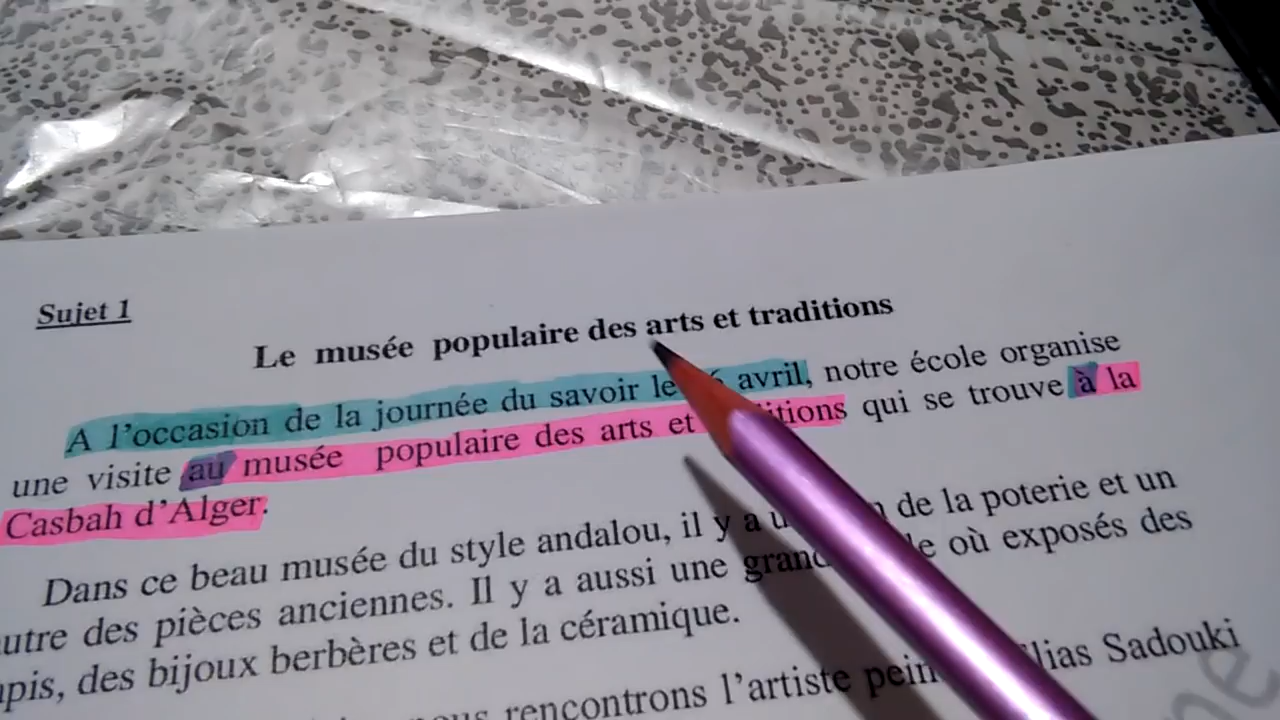 Sujet 1
Le musée populaire des arts et traditions
A l'occasion de la journée du savoir le avril, notre école organise
une visite au musée populaire des arts et qui se trouve à la
Casbah d'Alger.
Dans ce beau musée du style andalou, il y a de la poterie et un
des pièces anciennes. Il y a aussi une où exposés des
des bijoux berbères et de la céramique.
rencontrons l'artiste Sadouki